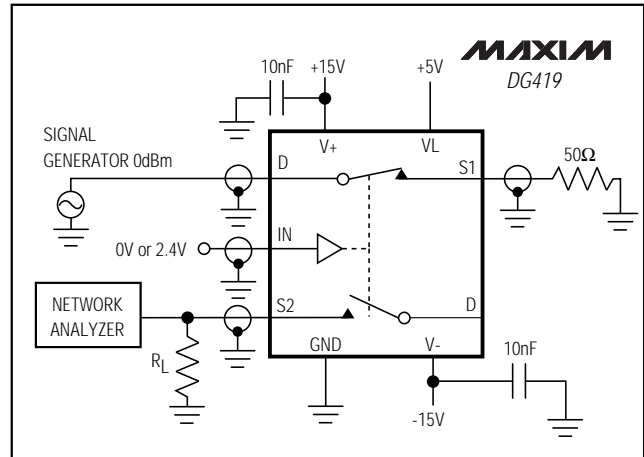 MAXIM
DG419
10nF
+15V
+5V
V+
VL
SIGNAL
GENERATOR 0dBm
D
S1
50Ω
0V or 2.4V
IN
NETWORK
ANALYZER
S2
D
RL
GND
V-
10nF
-15V